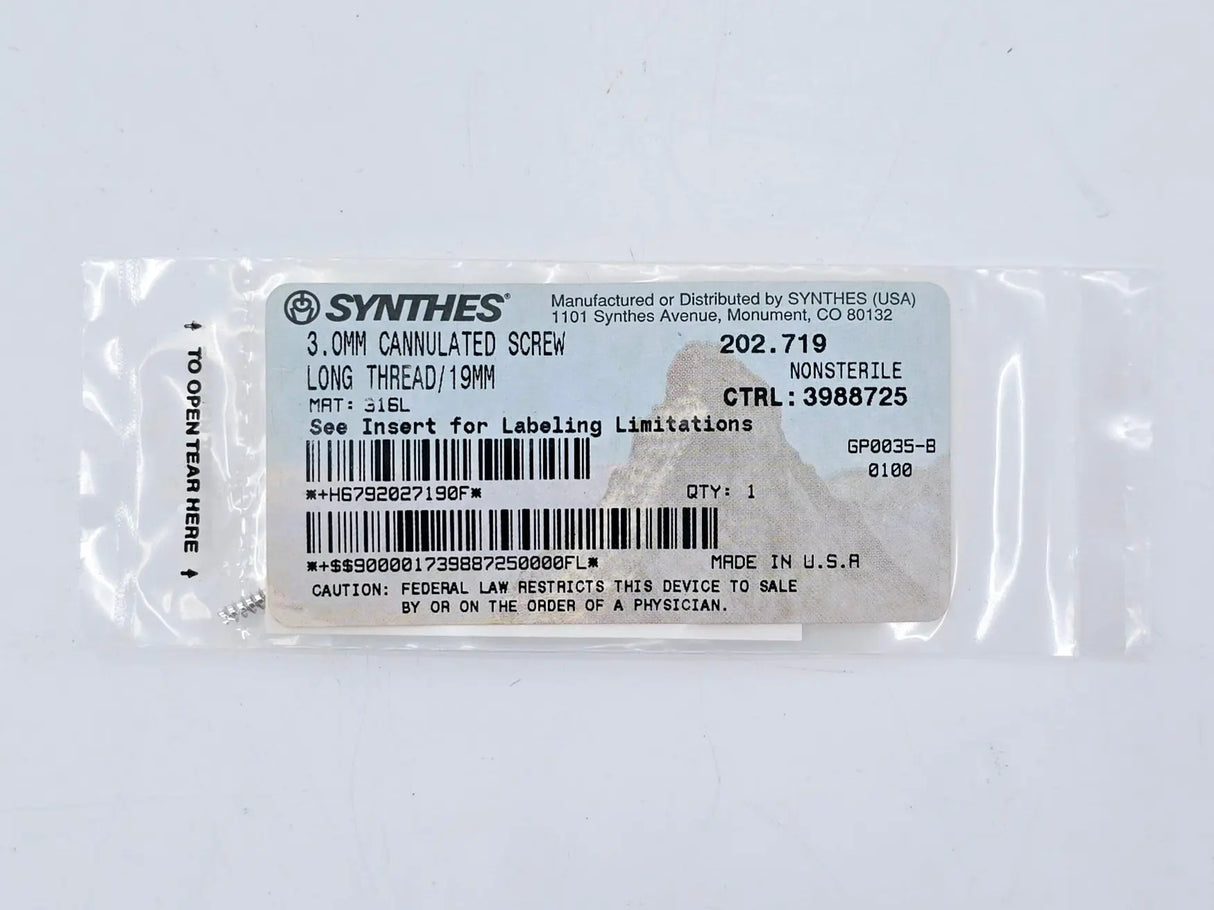 ↑ TO OPEN TEAR HERE ↑
SYNTHES®
Manufactured or Distributed by SYNTHES (USA)
1101 Synthes Avenue, Monument, CO 80132
3.0MM CANNULATED SCREW
202.719
LONG THREAD/19MM
NONSTERILE
MAT: 316L
CTRL: 3988725
See Insert for Labeling Limitations
GP0035-B
0100
*+H6792027190F*
QTY: 1
*+$$900001739887250000FL*
MADE IN U.S.A
CAUTION: FEDERAL LAW RESTRICTS THIS DEVICE TO SALE
BY OR ON THE ORDER OF A PHYSICIAN.